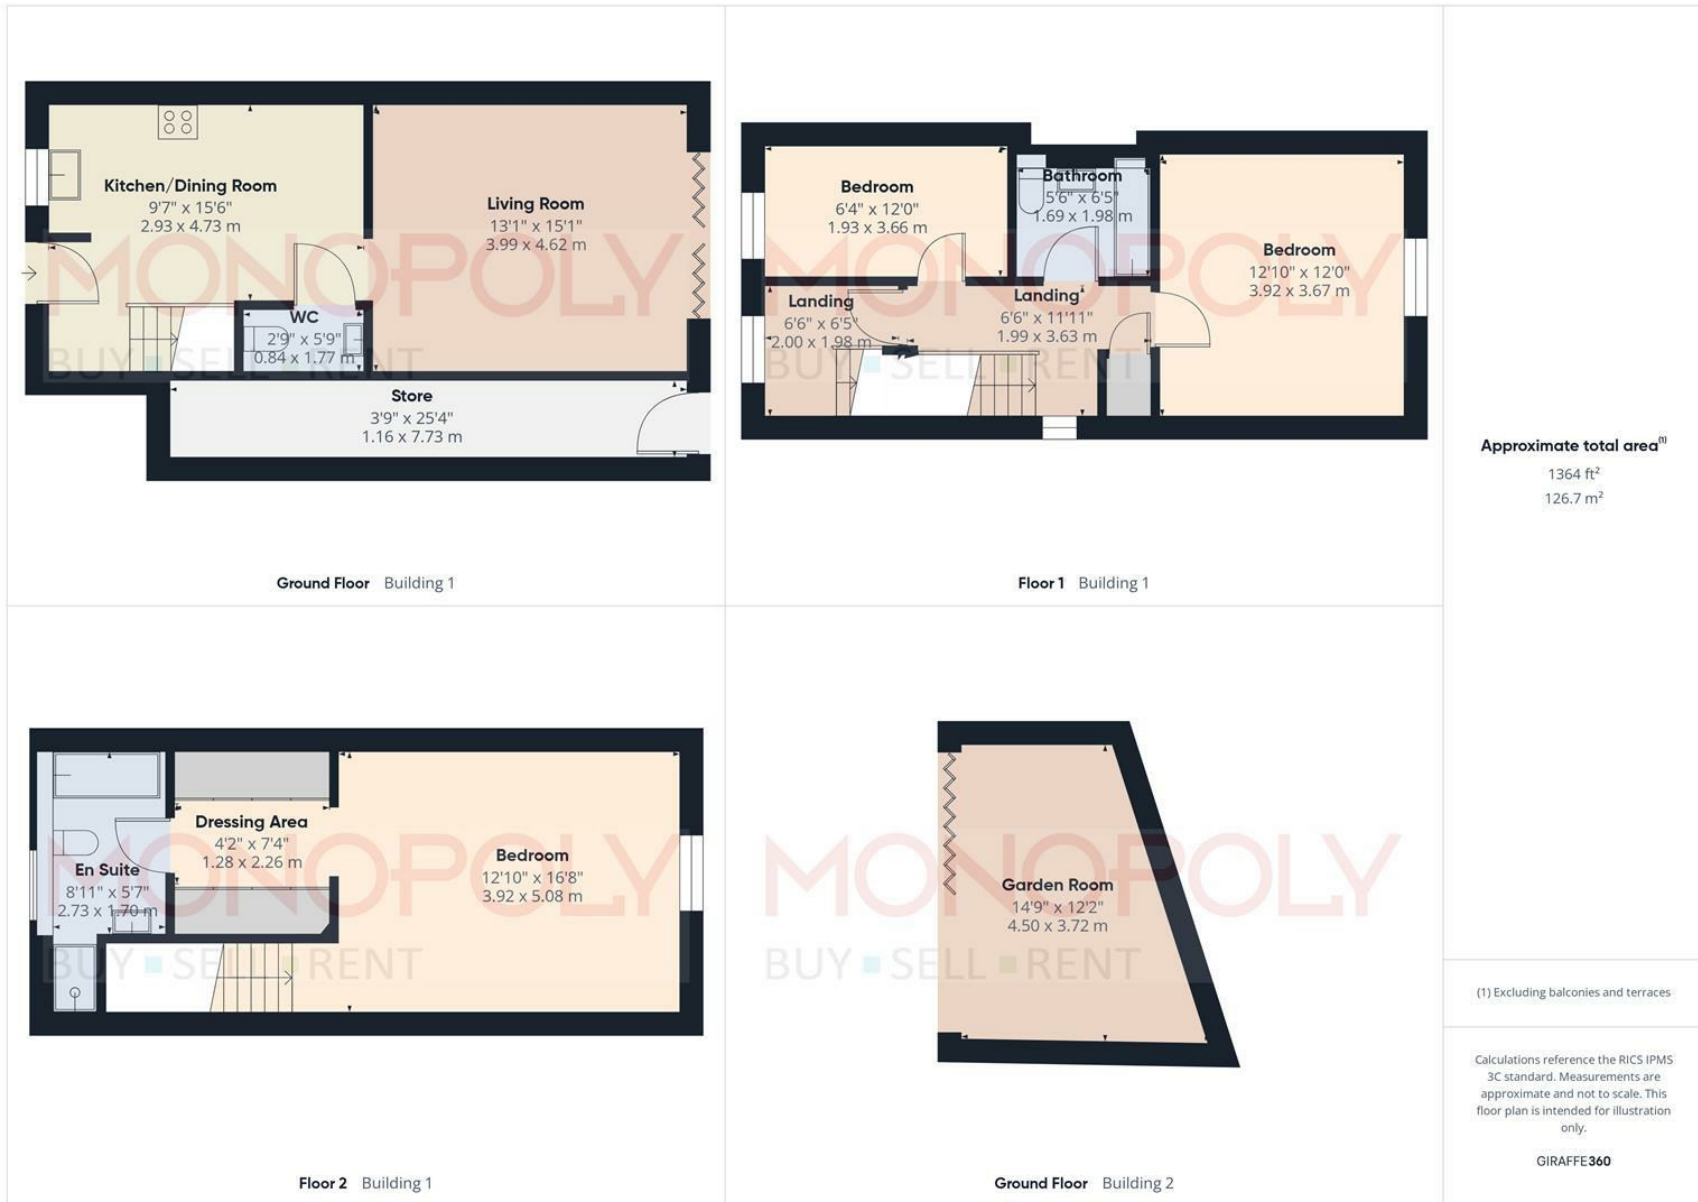 Kitchen/Dining Room
9'7" x 15'6"
2.93 x 4.73 m
Living Room
13'1" x 15'1"
3.99 x 4.62 m
WC
2'9" x 5'9"
0.84 x 1.77 m
Store
3'9" x 25'4"
1.16 x 7.73 m
MONOPOLY
BUY SELL RENT
Ground Floor Building 1
Bedroom
6'4" x 12'0"
1.93 x 3.66 m
Bathroom
5'6" x 6'5"
1.69 x 1.98 m
Bedroom
12'10" x 12'0"
3.92 x 3.67 m
Landing
6'6" x 6'5"
2.00 x 1.98 m
Landing
6'6" x 11'11"
1.99 x 3.63 m
MONOPOLY
BUY SELL RENT
Floor 1 Building 1
Approximate total area(1)
1364 ft²
126.7 m²
Dressing Area
4'2" x 7'4"
1.28 x 2.26 m
En Suite
8'11" x 5'7"
2.73 x 1.70 m
Bedroom
12'10" x 16'8"
3.92 x 5.08 m
MONOPOLY
BUY SELL RENT
Floor 2 Building 1
Garden Room
14'9" x 12'2"
4.50 x 3.72 m
MONOPOLY
BUY SELL RENT
Ground Floor Building 2
(1) Excluding balconies and terraces
Calculations reference the RICS IPMS
3C standard. Measurements are
approximate and not to scale. This
floor plan is intended for illustration
only.
GIRAFFE360